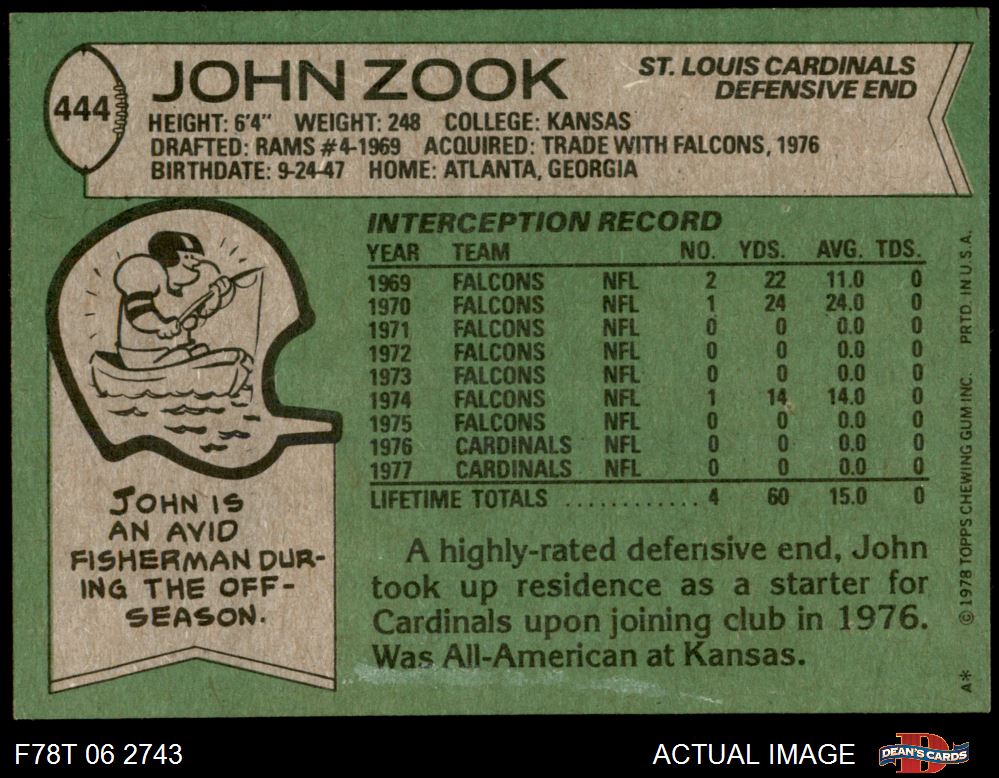 444
JOHN ZOOK
ST. LOUIS CARDINALS
DEFENSIVE END
HEIGHT: 6'4" WEIGHT: 248 COLLEGE: KANSAS
DRAFTED: RAMS #4-1969 ACQUIRED: TRADE WITH FALCONS, 1976
BIRTHDATE: 9-24-47 HOME: ATLANTA, GEORGIA
INTERCEPTION RECORD
YEAR TEAM NO. YDS. AVG. TDS.
1969 FALCONS NFL 2 22 11.0 0
1970 FALCONS NFL 1 24 24.0 0
1971 FALCONS NFL 0 0 0.0 0
1972 FALCONS NFL 0 0 0.0 0
1973 FALCONS NFL 0 0 0.0 0
1974 FALCONS NFL 1 14 14.0 0
1975 FALCONS NFL 0 0 0.0 0
1976 CARDINALS NFL 0 0 0.0 0
1977 CARDINALS NFL 0 0 0.0 0
LIFETIME TOTALS ............ 4 60 15.0 0
JOHN IS
AN AVID
FISHERMAN DUR-
ING THE OFF-
SEASON.
A highly-rated defensive end, John
took up residence as a starter for
Cardinals upon joining club in 1976.
Was All-American at Kansas.
A* © 1978 TOPPS CHEWING GUM INC. PRTD. IN U.S.A.
F78T 06 2743
ACTUAL IMAGE
D
DEAN'S CARDS